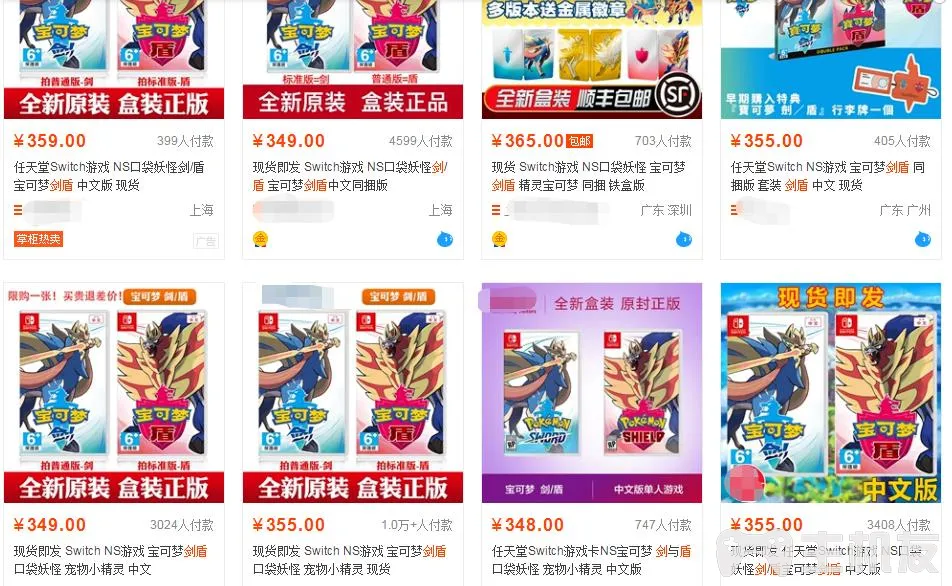 宝可梦
剑
宝可梦
盾
6+
6+
拍普通版-剑
拍标准版-盾
全新原装 盒装正版
¥359.00
399人付款
任天堂Switch游戏 NS口袋妖怪剑/盾
宝可梦剑盾 中文版 现货
上海
掌柜热卖
广告
宝可梦
剑
宝可梦
盾
6+
6+
标准版=剑
普通版=盾
全新原装 盒装正品
¥349.00
4599人付款
现货即发 Switch游戏 NS口袋妖怪剑/
盾 宝可梦剑盾中文同捆版
上海
金
多版本送金属徽章
全新盒装 顺丰包邮
¥365.00 包邮
703人付款
现货 Switch游戏 NS口袋妖怪 宝可梦
剑盾 精灵宝可梦 同捆 铁盒版
广东 深圳
金
DOUBLE PACK
早期購入特典
『寶可夢 劍／盾』行李牌一個
¥355.00
405人付款
任天堂Switch NS游戏 宝可梦剑盾 同
捆版 套装 剑盾 中文 现货
广东 广州
限购一张！买贵退差价！
宝可梦 剑/盾
宝可梦
剑
宝可梦
盾
6+
6+
拍普通版-剑
拍标准版-盾
全新原装 盒装正版
¥349.00
3024人付款
现货即发 Switch NS游戏 宝可梦剑盾
口袋妖怪 宠物小精灵 中文
宝可梦 剑/盾
宝可梦
剑
宝可梦
盾
6+
6+
拍普通版-剑
拍标准版-盾
全新原装 盒装正版
¥355.00
1.0万+人付款
现货即发 Switch NS游戏 宝可梦剑盾
口袋妖怪 宠物小精灵 现货
全新盒装 原封正版
POKÉMON
SWORD
POKÉMON
SHIELD
RP
RP
宝可梦 剑/盾
中文版单人游戏
¥348.00
747人付款
任天堂Switch游戏卡NS宝可梦 剑与盾
口袋妖怪 宠物小精灵 中文版
现货即发
宝可梦
剑
宝可梦
盾
6+
6+
中文版
¥355.00
3408人付款
现货即发 任天堂Switch游戏 NS口袋
妖怪剑盾 宝可梦剑盾 中文版
主机友